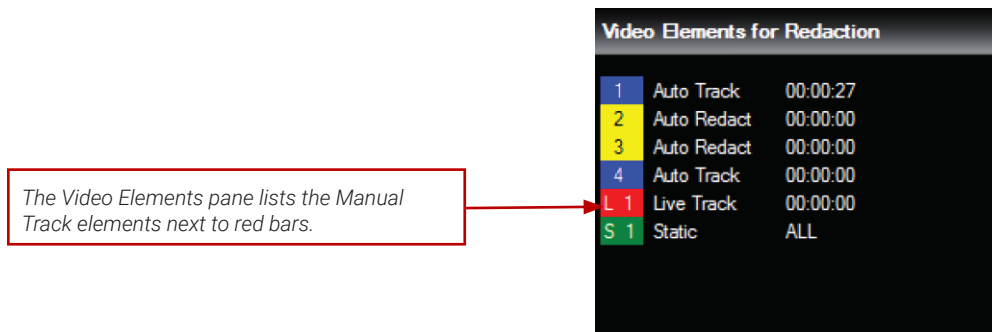 Video Elements for Redaction
1 Auto Track 00:00:27
2 Auto Redact 00:00:00
3 Auto Redact 00:00:00
4 Auto Track 00:00:00
L 1 Live Track 00:00:00
S 1 Static ALL
The Video Elements pane lists the Manual
Track elements next to red bars.